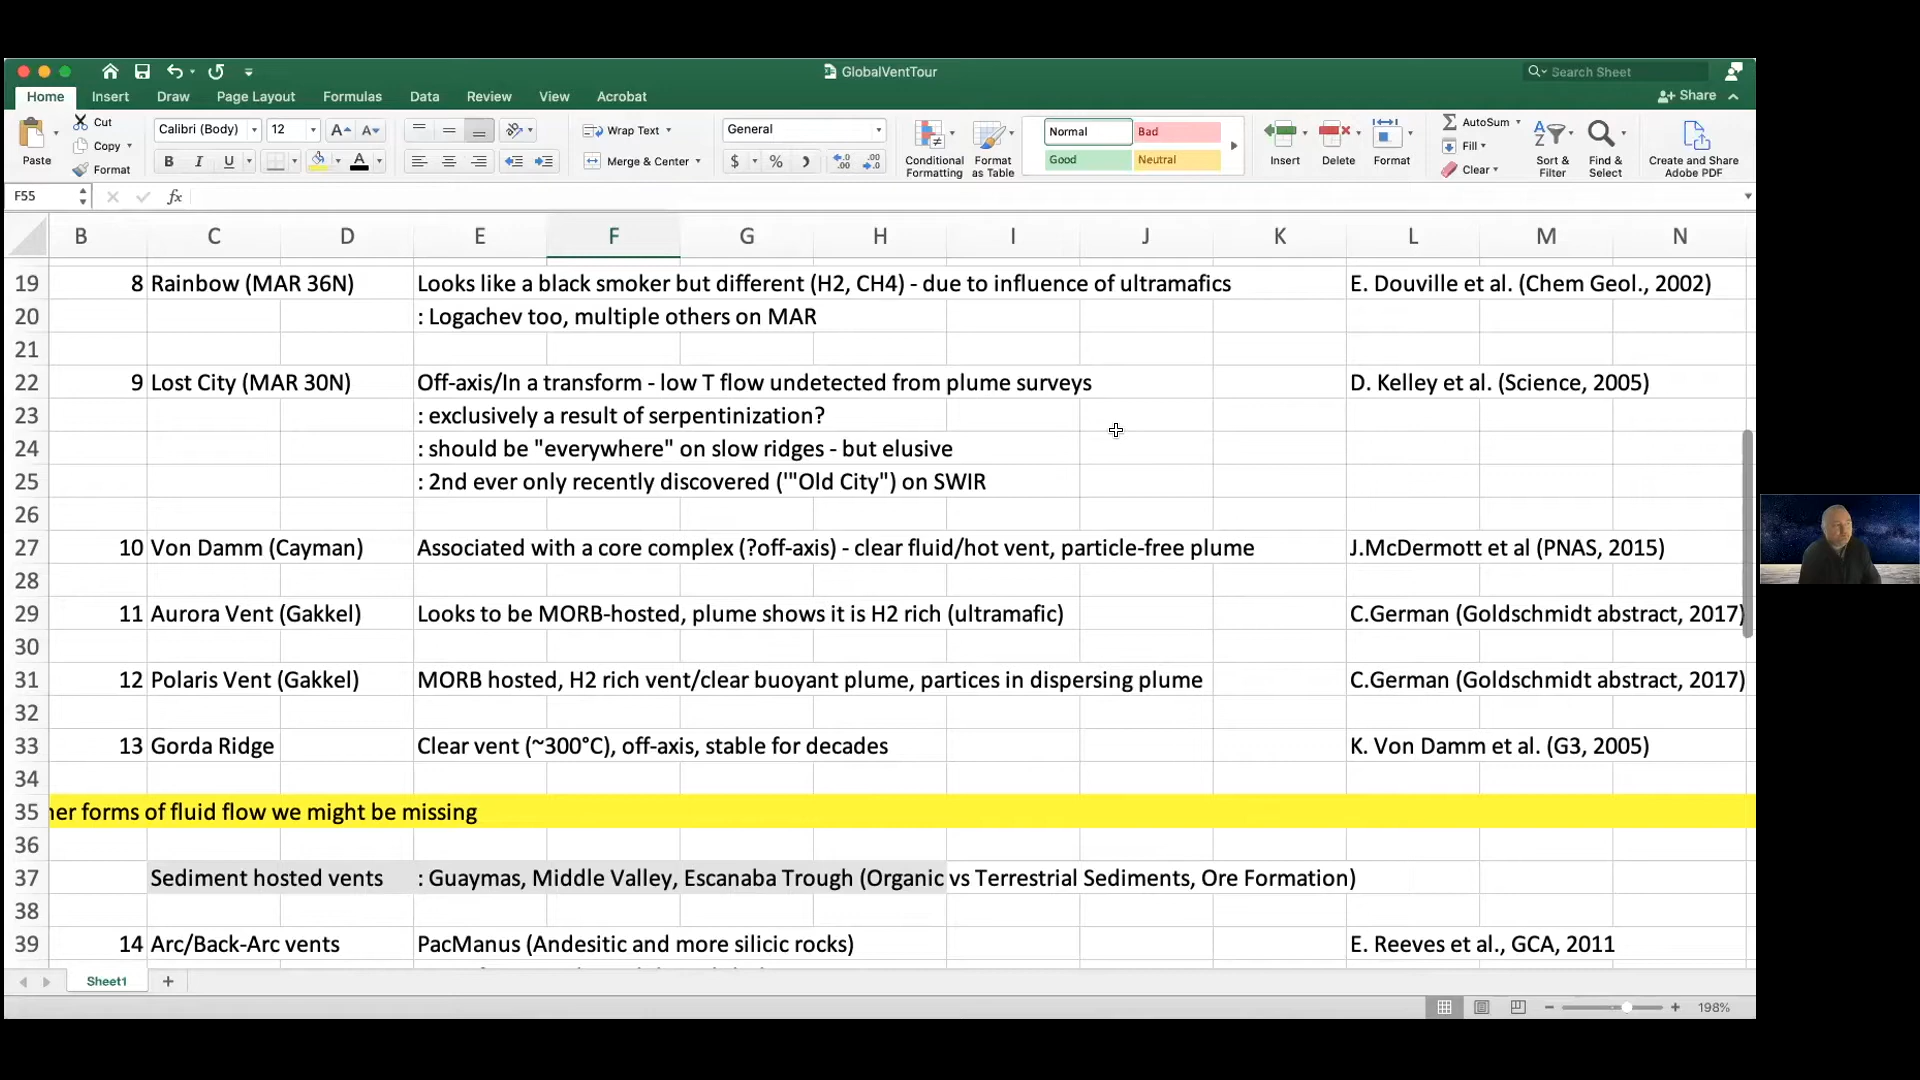 GlobalVentTour
Search Sheet
Home Insert Draw Page Layout Formulas Data Review View Acrobat
Share
Paste
Cut
Copy
Format
Calibri (Body) 12
B I U
Wrap Text
Merge & Center
General
$ % )
Conditional Formatting
Format as Table
Normal Bad
Good Neutral
Insert Delete Format
AutoSum
Fill
Clear
Sort & Filter
Find & Select
Create and Share Adobe PDF
F55 fx
B C D E F G H I J K L M N
19 8 Rainbow (MAR 36N) Looks like a black smoker but different (H2, CH4) - due to influence of ultramafics E. Douville et al. (Chem Geol., 2002)
20 : Logachev too, multiple others on MAR
21
22 9 Lost City (MAR 30N) Off-axis/In a transform - low T flow undetected from plume surveys D. Kelley et al. (Science, 2005)
23 : exclusively a result of serpentinization?
24 : should be "everywhere" on slow ridges - but elusive
25 : 2nd ever only recently discovered ('"Old City") on SWIR
26
27 10 Von Damm (Cayman) Associated with a core complex (?off-axis) - clear fluid/hot vent, particle-free plume J.McDermott et al (PNAS, 2015)
28
29 11 Aurora Vent (Gakkel) Looks to be MORB-hosted, plume shows it is H2 rich (ultramafic) C.German (Goldschmidt abstract, 2017)
30
31 12 Polaris Vent (Gakkel) MORB hosted, H2 rich vent/clear buoyant plume, partices in dispersing plume C.German (Goldschmidt abstract, 2017)
32
33 13 Gorda Ridge Clear vent (~300°C), off-axis, stable for decades K. Von Damm et al. (G3, 2005)
34
35 her forms of fluid flow we might be missing
36
37 Sediment hosted vents : Guaymas, Middle Valley, Escanaba Trough (Organic vs Terrestrial Sediments, Ore Formation)
38
39 14 Arc/Back-Arc vents PacManus (Andesitic and more silicic rocks) E. Reeves et al., GCA, 2011
Sheet1 +
198%